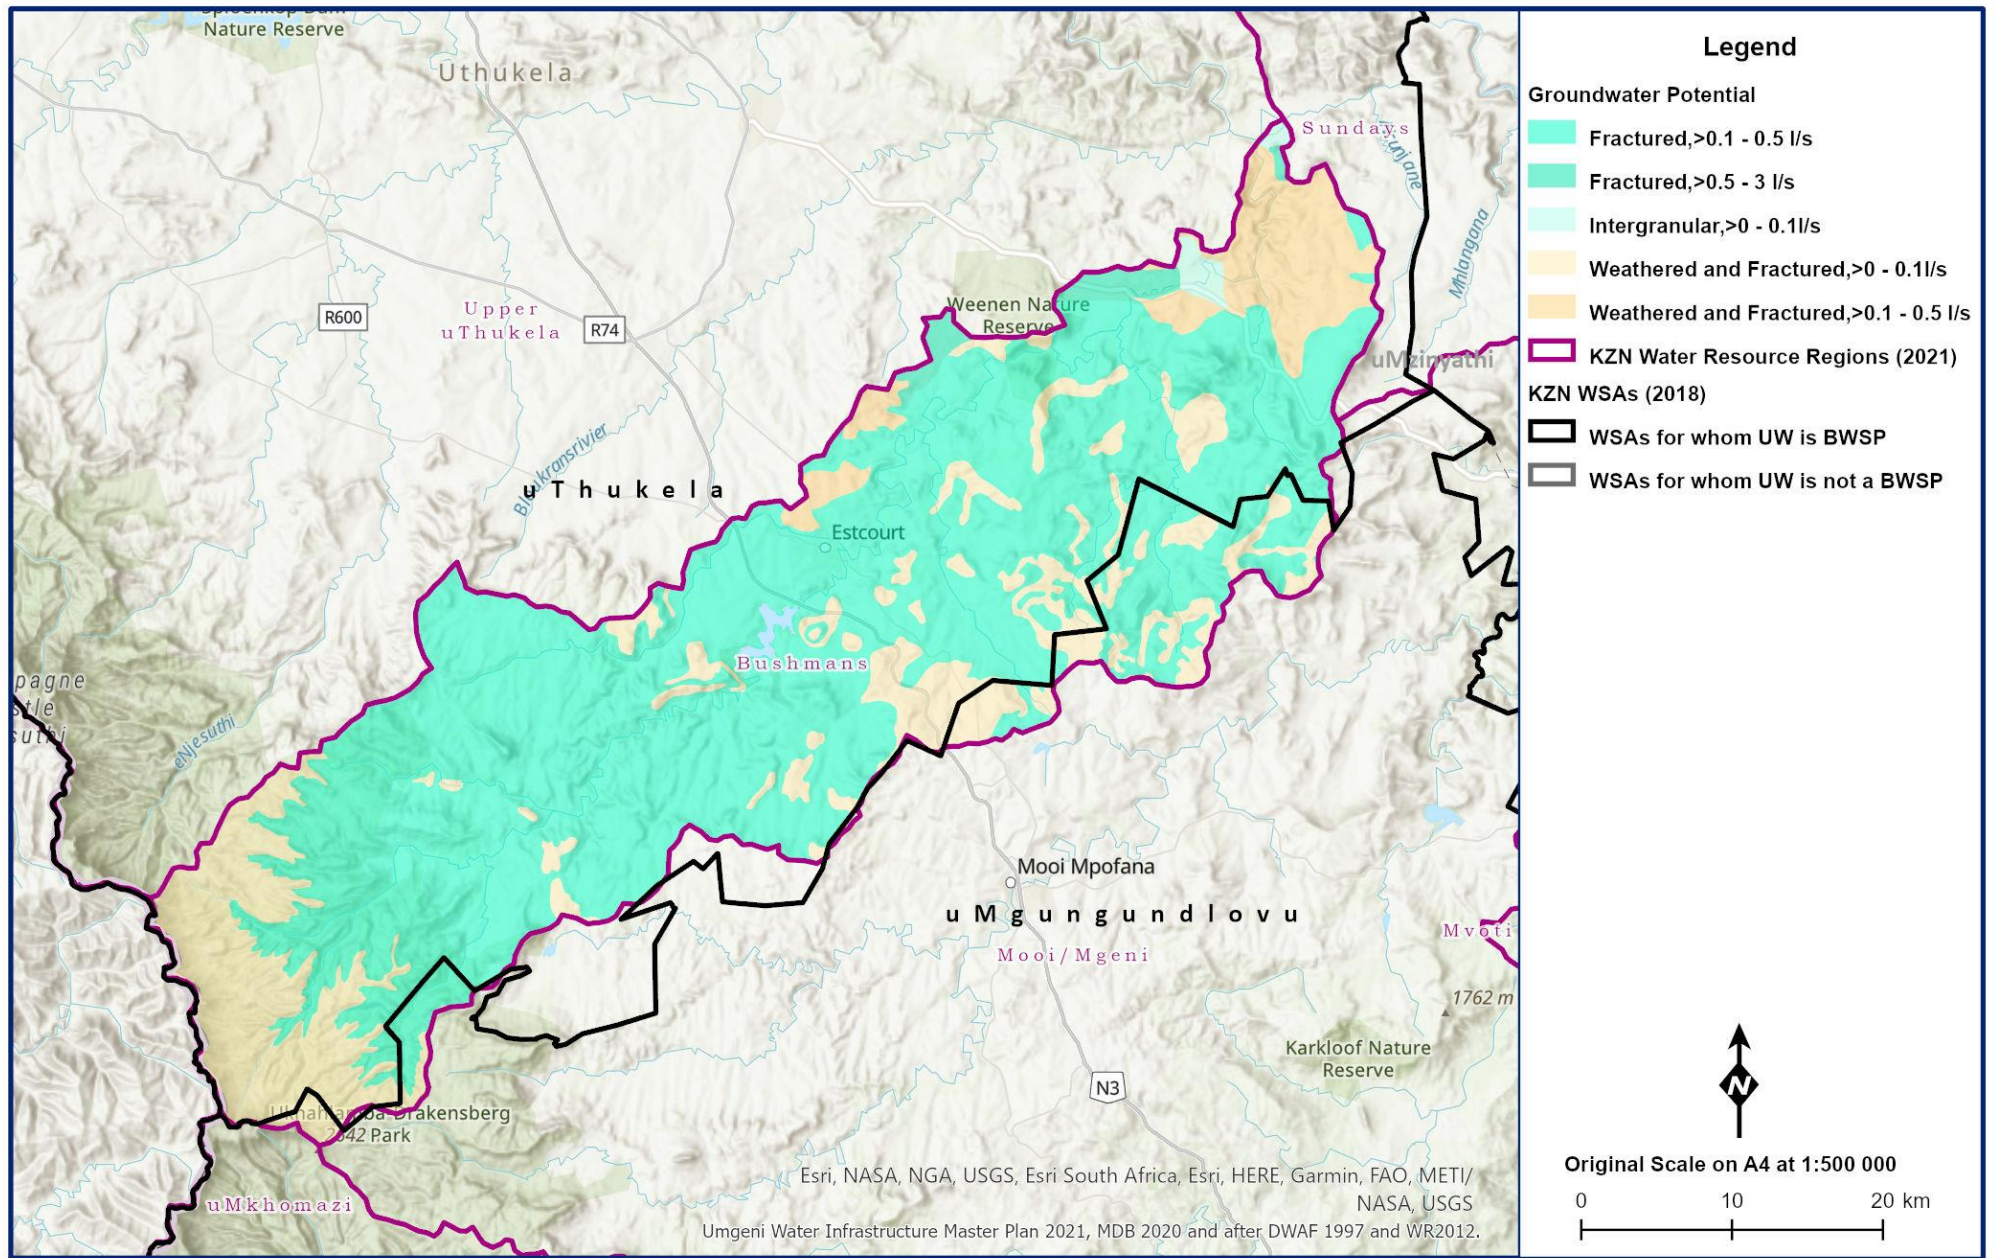 Nature Reserve
Uthukela
Sundays
Mhlangana
Weenen Nature
Reserve
R600
Upper
uThukela
R74
uMzinyathi
Bloukransrivier
uThukela
Estcourt
Bushmans
pagne
stle
suthi
eNjesuthi
Mooi Mpofana
uMgungundlovu
Mooi/Mgeni
Mvoti
1762 m
Karkloof Nature
Reserve
N3
Drakensberg
Park
uMkhomazi
Esri, NASA, NGA, USGS, Esri South Africa, Esri, HERE, Garmin, FAO, METI/
NASA, USGS
Umgeni Water Infrastructure Master Plan 2021, MDB 2020 and after DWAF 1997 and WR2012.
Legend
Groundwater Potential
Fractured,>0.1 - 0.5 l/s
Fractured,>0.5 - 3 l/s
Intergranular,>0 - 0.1l/s
Weathered and Fractured,>0 - 0.1l/s
Weathered and Fractured,>0.1 - 0.5 l/s
KZN Water Resource Regions (2021)
KZN WSAs (2018)
WSAs for whom UW is BWSP
WSAs for whom UW is not a BWSP
N
Original Scale on A4 at 1:500 000
0 10 20 km